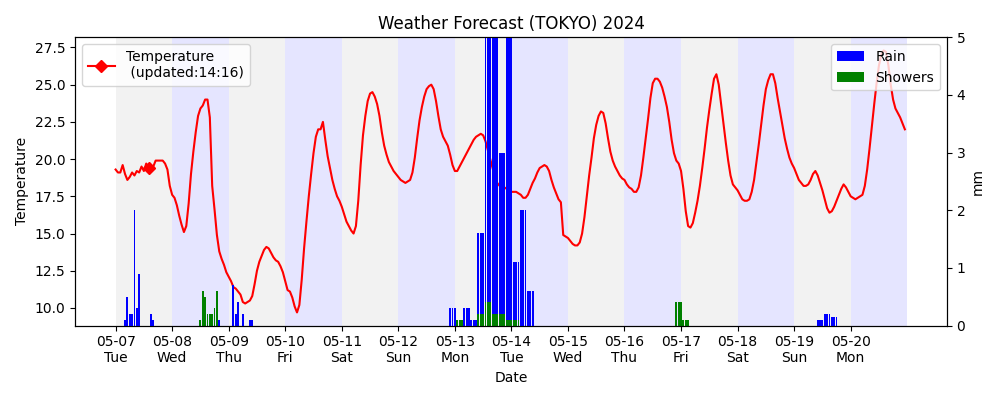 Weather Forecast (TOKYO) 2024
Temperature
(updated:14:16)
Rain
Showers
27.5
25.0
22.5
20.0
17.5
15.0
12.5
10.0
Temperature
5
4
3
2
1
0
mm
05-07 05-08 05-09 05-10 05-11 05-12 05-13 05-14 05-15 05-16 05-17 05-18 05-19 05-20
Tue Wed Thu Fri Sat Sun Mon Tue Wed Thu Fri Sat Sun Mon
Date